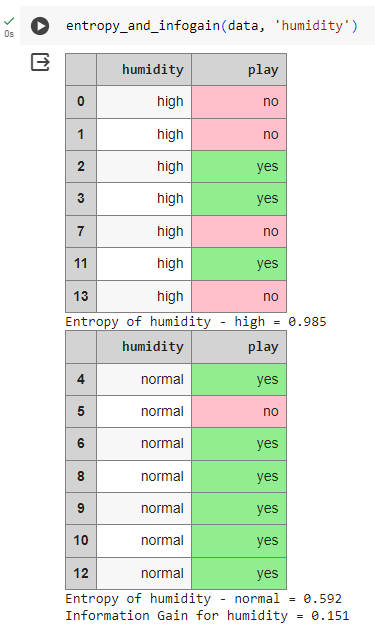 entropy_and_infogain(data, 'humidity')
0s
humidity play
0 high no
1 high no
2 high yes
3 high yes
7 high no
11 high yes
13 high no
Entropy of humidity - high = 0.985
humidity play
4 normal yes
5 normal no
6 normal yes
8 normal yes
9 normal yes
10 normal yes
12 normal yes
Entropy of humidity - normal = 0.592
Information Gain for humidity = 0.151